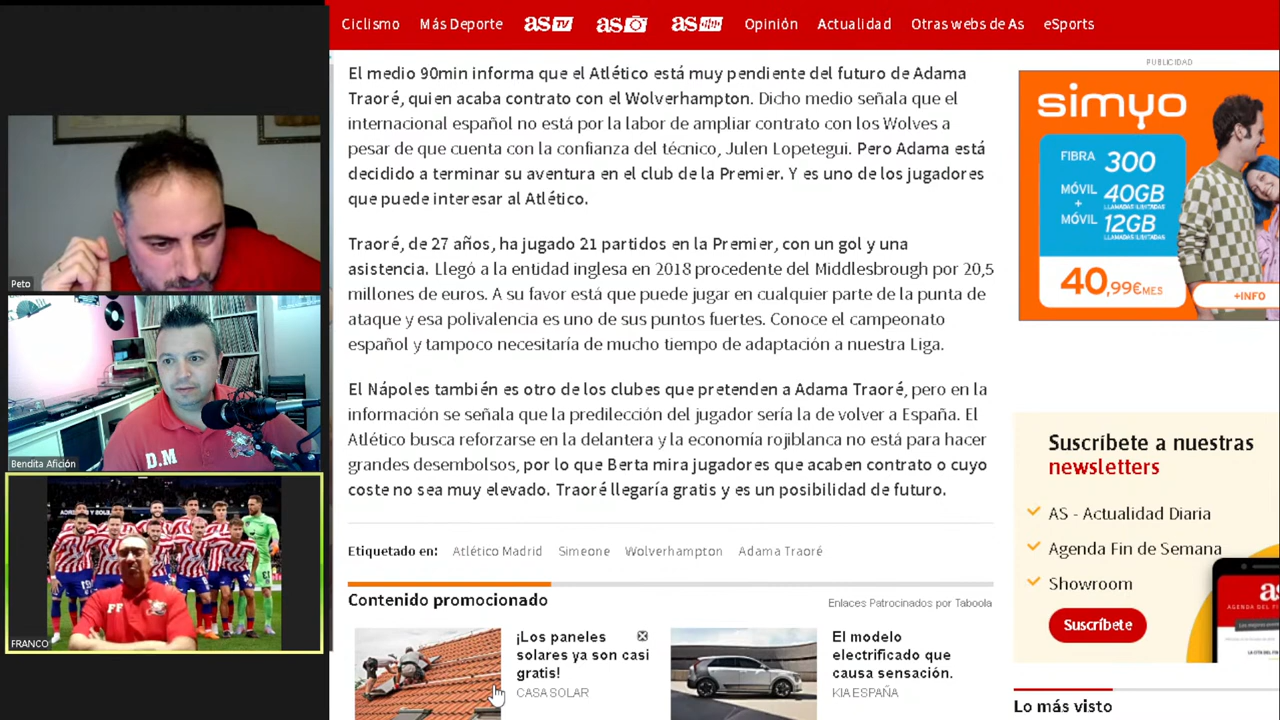 Ciclismo
Más Deporte
as TV
as
as
Opinión
Actualidad
Otras webs de As
eSports
El medio 90min informa que el Atlético está muy pendiente del futuro de Adama
Traoré, quien acaba contrato con el Wolverhampton. Dicho medio señala que el
internacional español no está por la labor de ampliar contrato con los Wolves a
pesar de que cuenta con la confianza del técnico, Julen Lopetegui. Pero Adama está
decidido a terminar su aventura en el club de la Premier. Y es uno de los jugadores
que puede interesar al Atlético.
Traoré, de 27 años, ha jugado 21 partidos en la Premier, con un gol y una
asistencia. Llegó a la entidad inglesa en 2018 procedente del Middlesbrough por 20,5
millones de euros. A su favor está que puede jugar en cualquier parte de la punta de
ataque y esa polivalencia es uno de sus puntos fuertes. Conoce el campeonato
español y tampoco necesitaría de mucho tiempo de adaptación a nuestra Liga.
El Nápoles también es otro de los clubes que pretenden a Adama Traoré, pero en la
información se señala que la predilección del jugador sería la de volver a España. El
Atlético busca reforzarse en la delantera y la economía rojiblanca no está para hacer
grandes desembolsos, por lo que Berta mira jugadores que acaben contrato o cuyo
coste no sea muy elevado. Traoré llegaría gratis y es un posibilidad de futuro.
Etiquetado en:
Atlético Madrid
Simeone
Wolverhampton
Adama Traoré
Contenido promocionado
Enlaces Patrocinados por Taboola
¡Los paneles
solares ya son casi
gratis!
CASA SOLAR
El modelo
electrificado que
causa sensación.
KIA ESPAÑA
PUBLICIDAD
simyo
FIBRA 300
MÓVIL 40GB
LLAMADAS ILIMITADAS
+
MÓVIL 12GB
LLAMADAS ILIMITADAS
40,99€MES
+INFO
Suscríbete a nuestras
newsletters
AS - Actualidad Diaria
Agenda Fin de Semana
Showroom
Suscríbete
as
AGENDA DEL FI
Lo más visto
Peto
D.M
Bendita Afición
FF
FRANCO